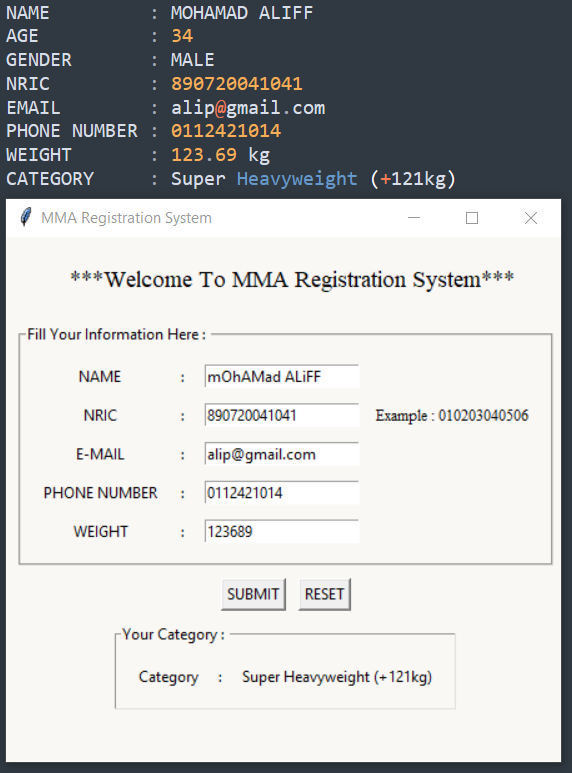 NAME : MOHAMAD ALIFF
AGE : 34
GENDER : MALE
NRIC : 890720041041
EMAIL : alip@gmail.com
PHONE NUMBER : 0112421014
WEIGHT : 123.69 kg
CATEGORY : Super Heavyweight (+121kg)
MMA Registration System
***Welcome To MMA Registration System***
Fill Your Information Here :
NAME : mOhAMad ALiFF
NRIC : 890720041041 Example : 010203040506
E-MAIL : alip@gmail.com
PHONE NUMBER : 0112421014
WEIGHT : 123689
SUBMIT RESET
Your Category :
Category : Super Heavyweight (+121kg)